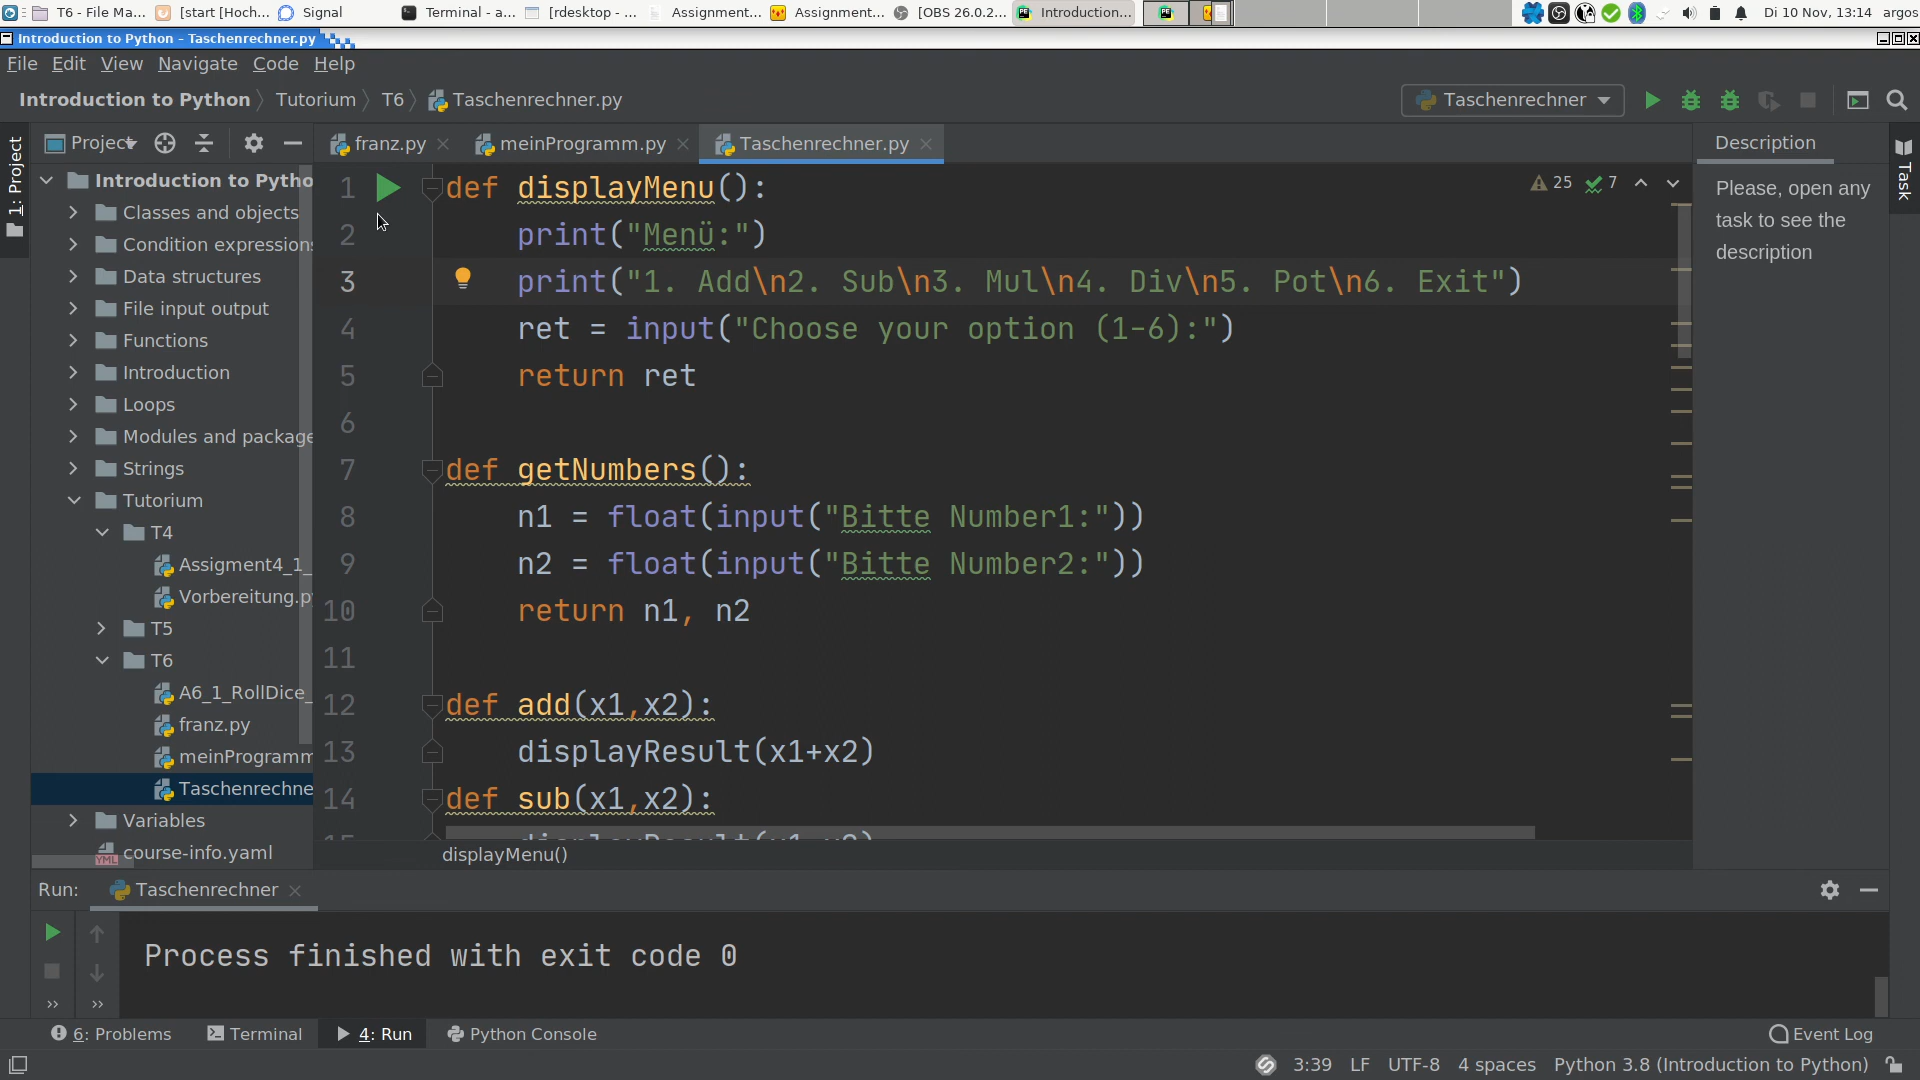 T6 - File Ma... [start [Hoch... Signal Terminal - a... [rdesktop - ... Assignment... Assignment... [OBS 26.0.2... Introduction... Di 10 Nov, 13:14 argos
Introduction to Python - Taschenrechner.py
File Edit View Navigate Code Help
Introduction to Python Tutorium T6 Taschenrechner.py Taschenrechner
1: Project
Project franz.py meinProgramm.py Taschenrechner.py Description
Task
Introduction to Pytho
Classes and objects
Condition expressions
Data structures
File input output
Functions
Introduction
Loops
Modules and package
Strings
Tutorium
T4
Assigment4_1_
Vorbereitung.p
T5
T6
A6_1_RollDice_
franz.py
meinProgramm
Taschenrechne
Variables
YML course-info.yaml
1 def displayMenu():
2 print("Menü:")
3 print("1. Add\n2. Sub\n3. Mul\n4. Div\n5. Pot\n6. Exit")
4 ret = input("Choose your option (1-6):")
5 return ret
6
7 def getNumbers():
8 n1 = float(input("Bitte Number1:"))
9 n2 = float(input("Bitte Number2:"))
10 return n1, n2
11
12 def add(x1,x2):
13 displayResult(x1+x2)
14 def sub(x1,x2):
25 7
Please, open any
task to see the
description
displayMenu()
Run: Taschenrechner
Process finished with exit code 0
6: Problems Terminal 4: Run Python Console Event Log
3:39 LF UTF-8 4 spaces Python 3.8 (Introduction to Python)